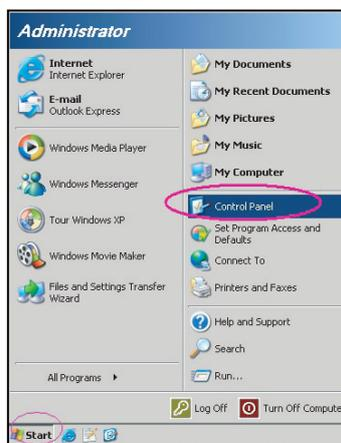 Administrator
Internet
Internet Explorer
E-mail
Outlook Express
Windows Media Player
Windows Messenger
Tour Windows XP
Windows Movie Maker
Files and Settings Transfer
Wizard
All Programs
My Documents
My Recent Documents
My Pictures
My Music
My Computer
Control Panel
Set Program Access and
Defaults
Connect To
Printers and Faxes
Help and Support
Search
Run...
Log Off
Turn Off Compute
Start